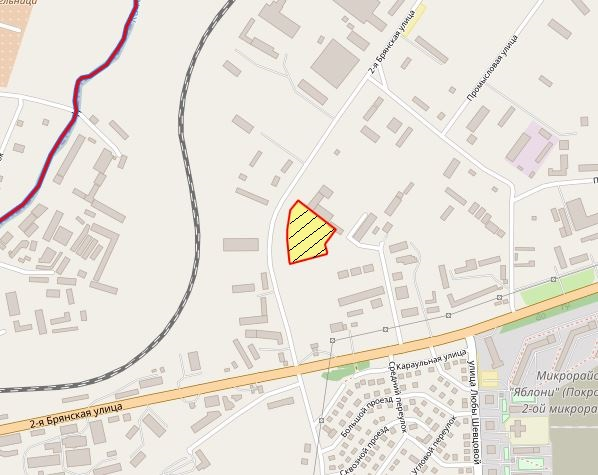 2-я Брянская улица
Промысловая улица
2-я Брянская улица
Караульная улица
Средний переулок
улица Любы Шевцовой
Большой проезд
Сквозной проезд
Угловой переулок
Микрорайо
Яблони" (Покро
2-ой микрора